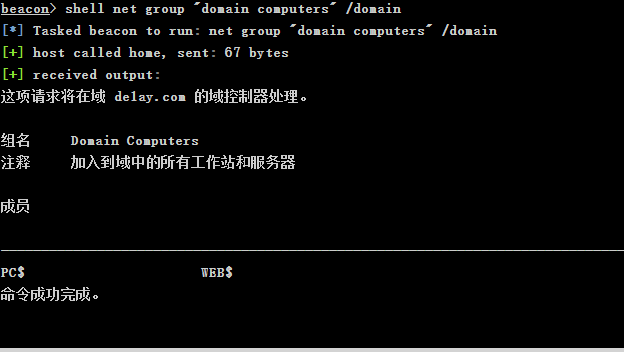 beacon> shell net group "domain computers" /domain
[*] Tasked beacon to run: net group "domain computers" /domain
[+] host called home, sent: 67 bytes
[+] received output:
这项请求将在域 de1ay.com 的域控制器处理。
组名 Domain Computers
注释 加入到域中的所有工作站和服务器
成员
PC$ WEB$
命令成功完成。